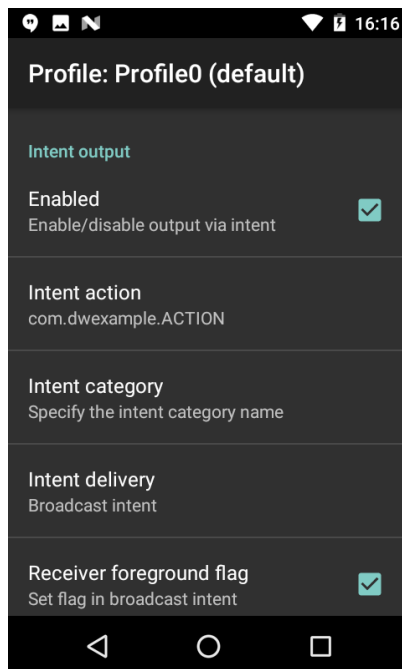 16:16
Profile: Profile0 (default)
Intent output
Enabled
Enable/disable output via intent
Intent action
com.dwexample.ACTION
Intent category
Specify the intent category name
Intent delivery
Broadcast intent
Receiver foreground flag
Set flag in broadcast intent